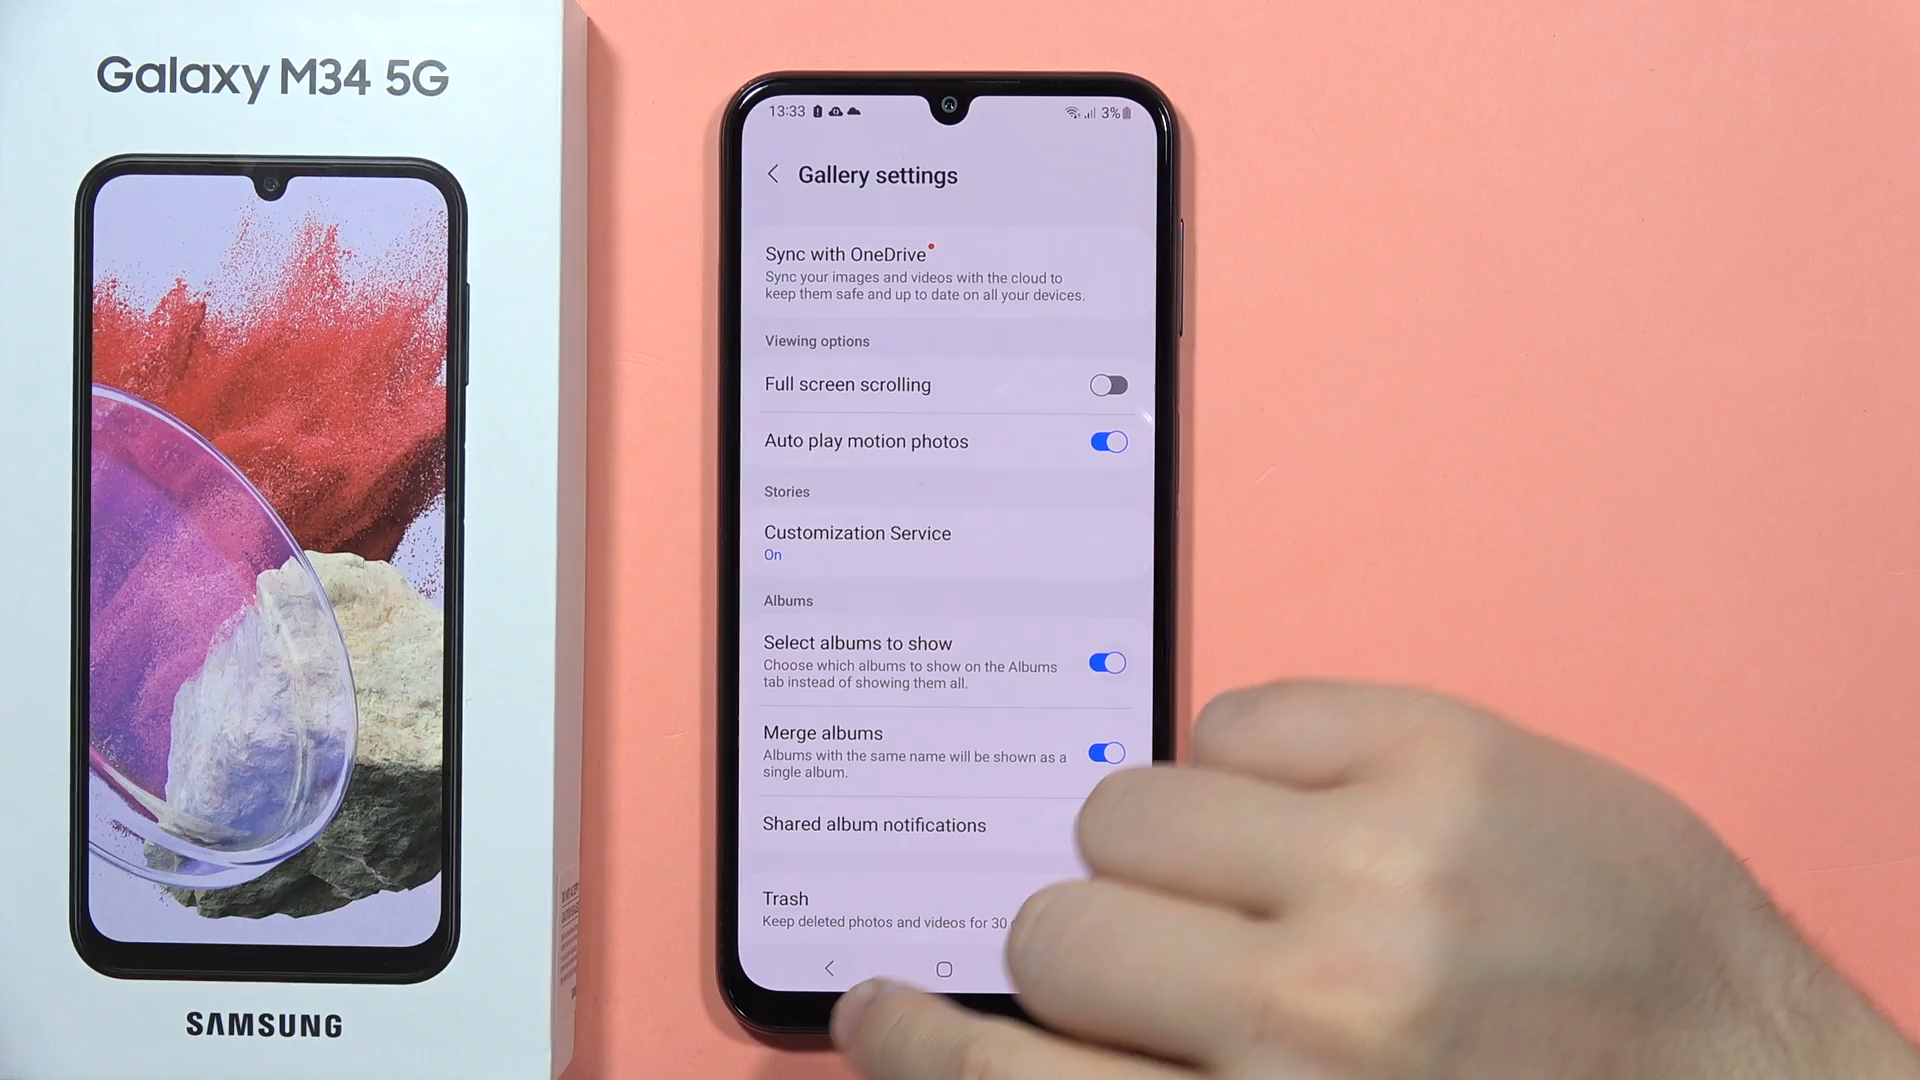 Galaxy M34 5G
SAMSUNG
13:33
3%
Gallery settings
Sync with OneDrive
Sync your images and videos with the cloud to
keep them safe and up to date on all your devices.
Viewing options
Full screen scrolling
Auto play motion photos
Stories
Customization Service
On
Albums
Select albums to show
Choose which albums to show on the Albums
tab instead of showing them all.
Merge albums
Albums with the same name will be shown as a
single album.
Shared album notifications
Trash
Keep deleted photos and videos for 30